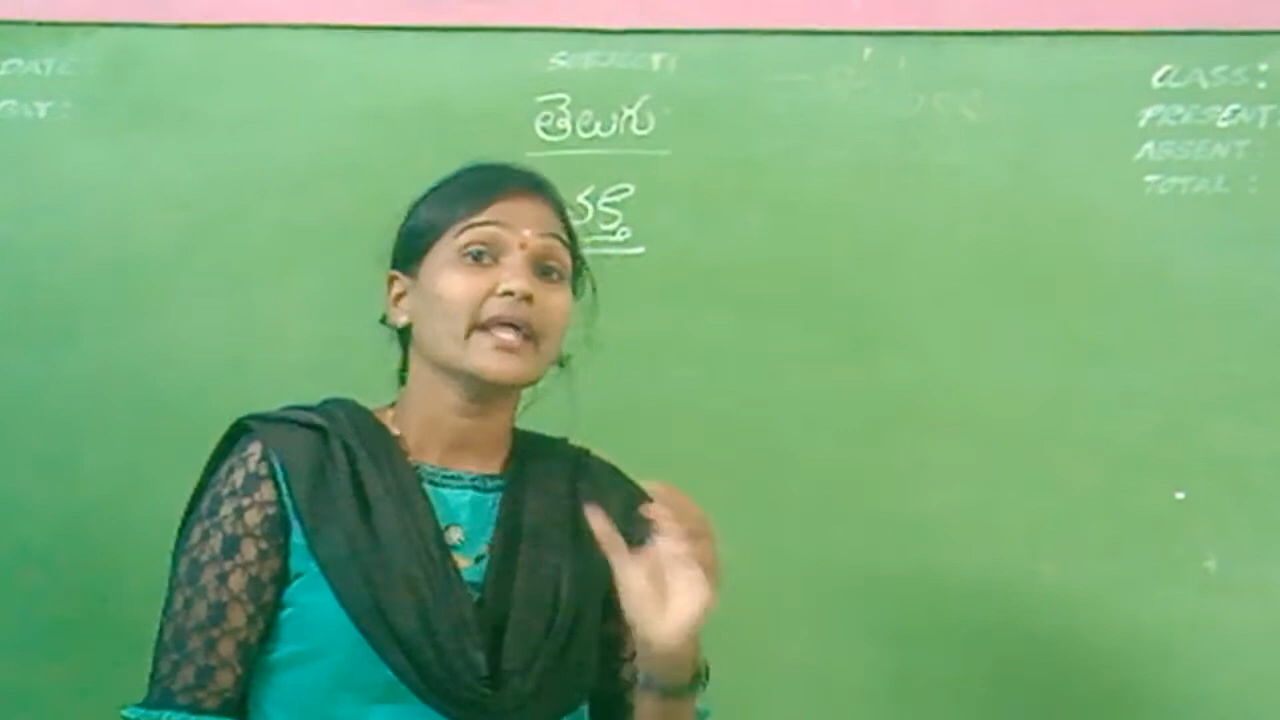 DATE:
SUBJECT:
CLASS:
PRESENT:
ABSENT:
TOTAL :
తెలుగు